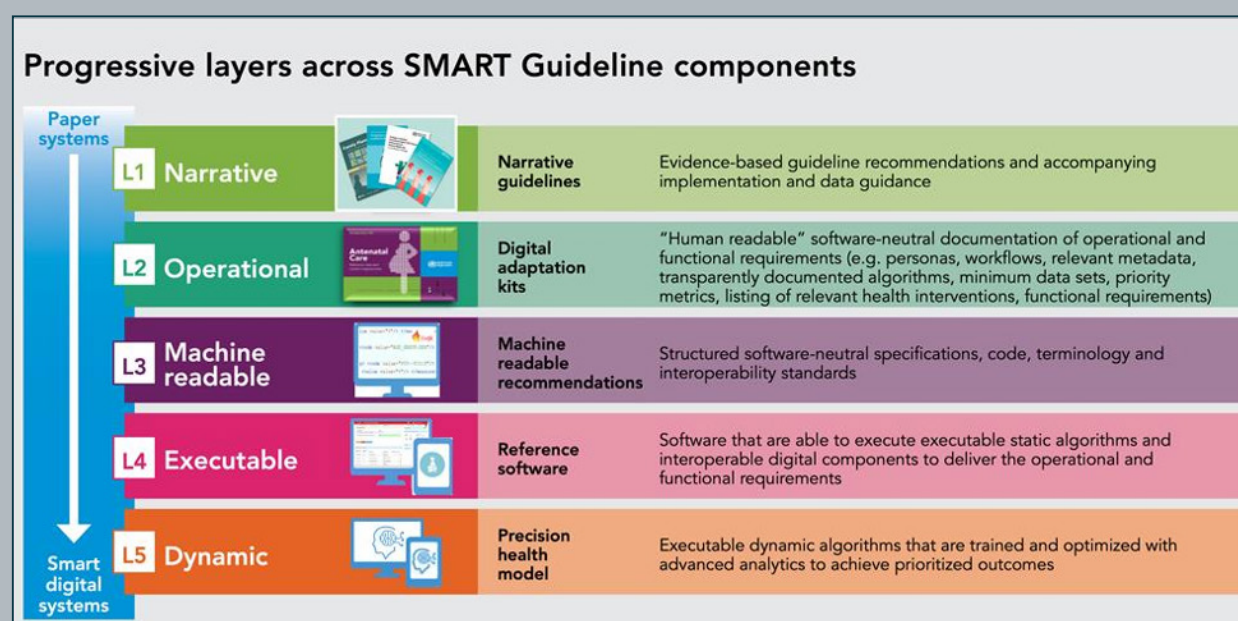 Progressive layers across SMART Guideline components
Paper
systems
L1 Narrative
Narrative
guidelines
Evidence-based guideline recommendations and accompanying
implementation and data guidance
L2 Operational
Antenatal
Care
Digital
adaptation
kits
“Human readable” software-neutral documentation of operational and
functional requirements (e.g. personas, workflows, relevant metadata,
transparently documented algorithms, minimum data sets, priority
metrics, listing of relevant health interventions, functional requirements)
L3 Machine
readable
Machine
readable
recommendations
Structured software-neutral specifications, code, terminology and
interoperability standards
L4 Executable
Reference
software
Software that are able to execute executable static algorithms and
interoperable digital components to deliver the operational and
functional requirements
L5 Dynamic
Precision
health
model
Executable dynamic algorithms that are trained and optimized with
advanced analytics to achieve prioritized outcomes
Smart
digital
systems